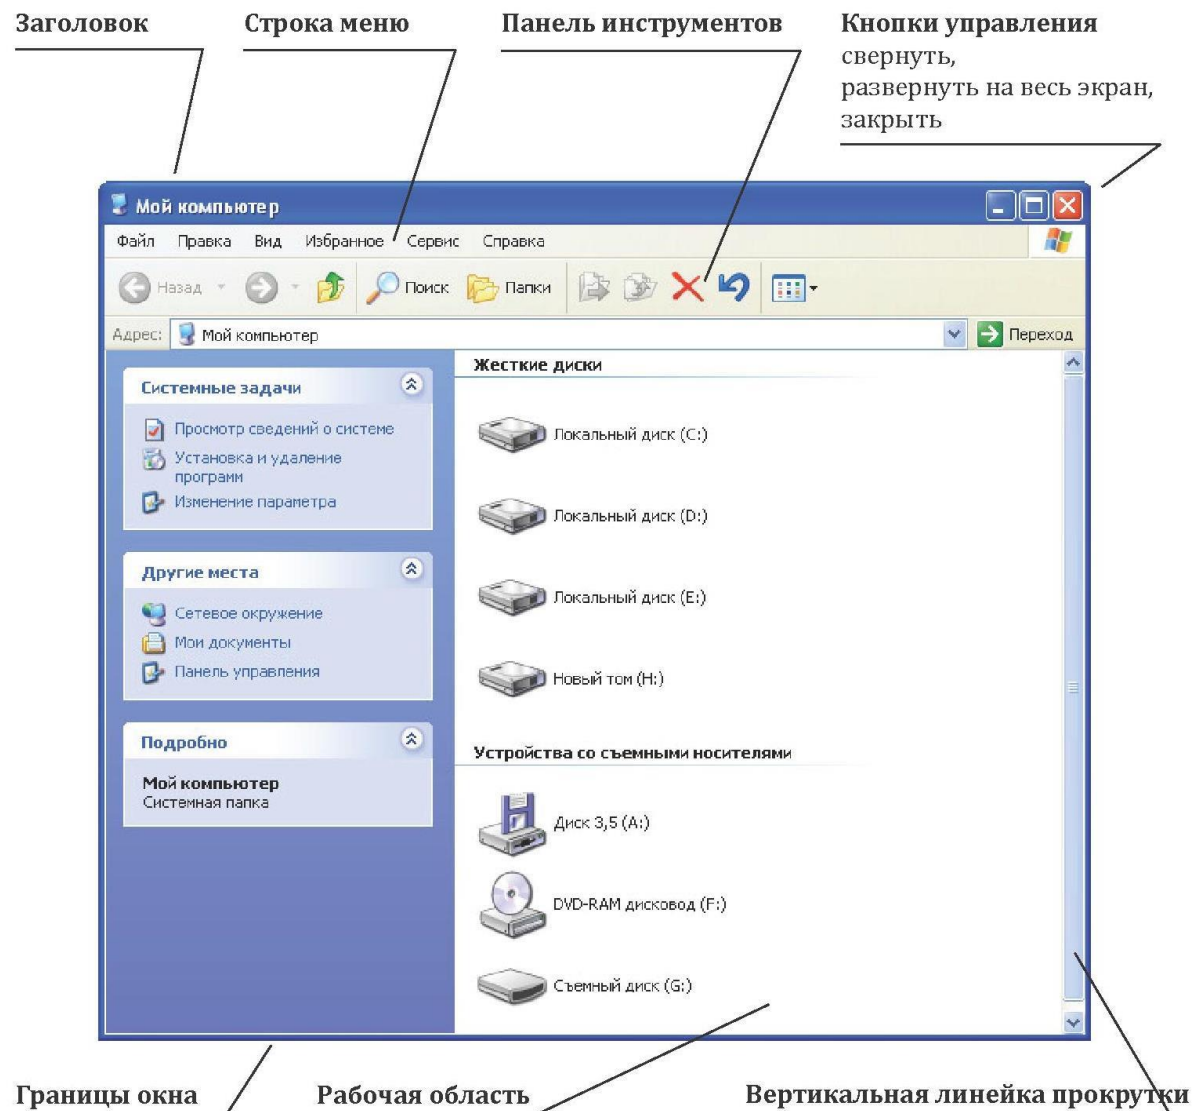 Заголовок
Строка меню
Панель инструментов
Кнопки управления
свернуть,
развернуть на весь экран,
закрыть
Мой компьютер
Файл Правка Вид Избранное Сервис Справка
Назад Поиск Папки
Адрес: Мой компьютер Переход
Системные задачи
Просмотр сведений о системе
Установка и удаление
программ
Изменение параметра
Другие места
Сетевое окружение
Мои документы
Панель управления
Подробно
Мой компьютер
Системная папка
Жесткие диски
Локальный диск (C:)
Локальный диск (D:)
Локальный диск (E:)
Новый том (H:)
Устройства со съемными носителями
Диск 3,5 (A:)
DVD-RAM дисковод (F:)
Съемный диск (G:)
Границы окна
Рабочая область
Вертикальная линейка прокрутки